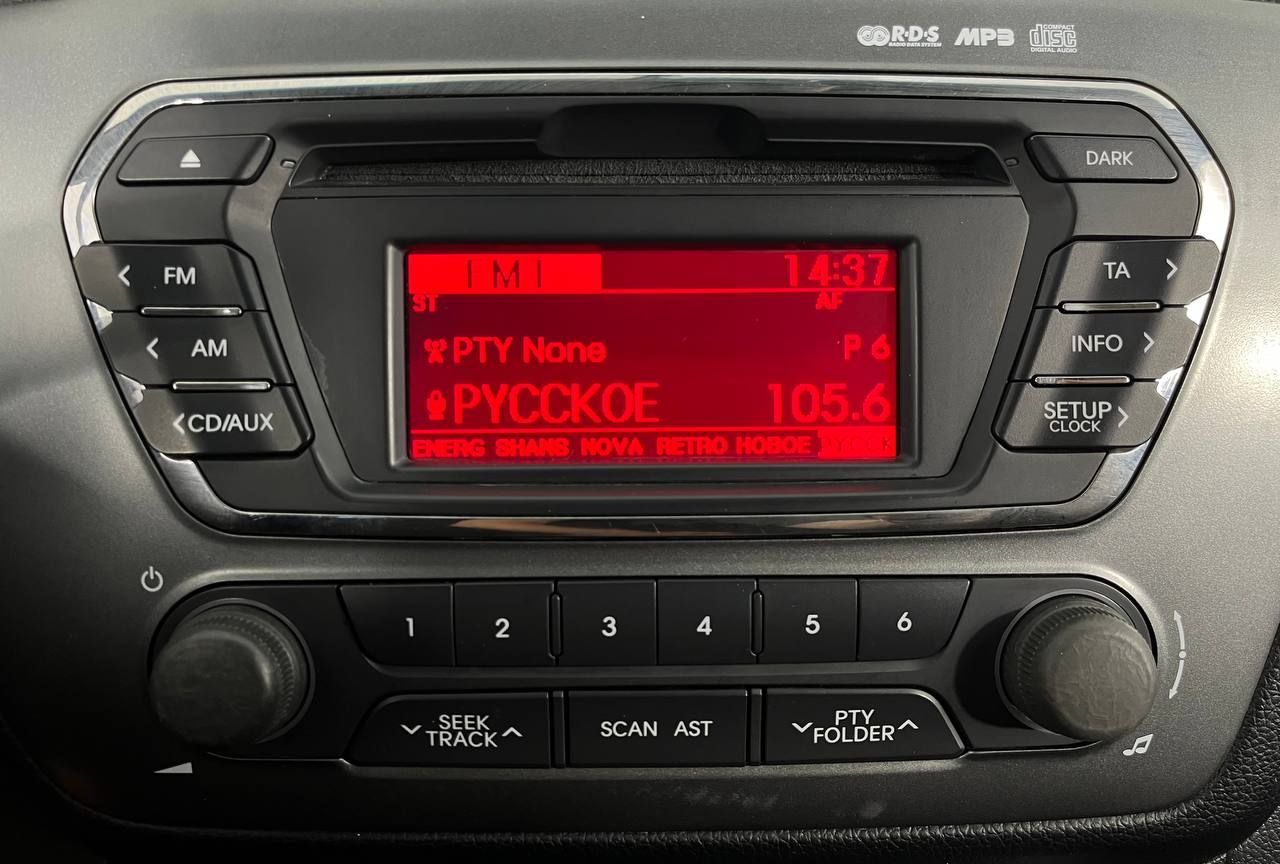 R·D·S RADIO DATA SYSTEM MP3 COMPACT disc DIGITAL AUDIO
DARK
14:37
ST AF
PTY None P 6
РУССКОЕ 105.6
ENERG SHANS NOVA RETRO НОВОЕ РУССК
FM
AM
CD/AUX
TA
INFO
SETUP
CLOCK
1 2 3 4 5 6
SEEK
TRACK
SCAN AST
PTY
FOLDER